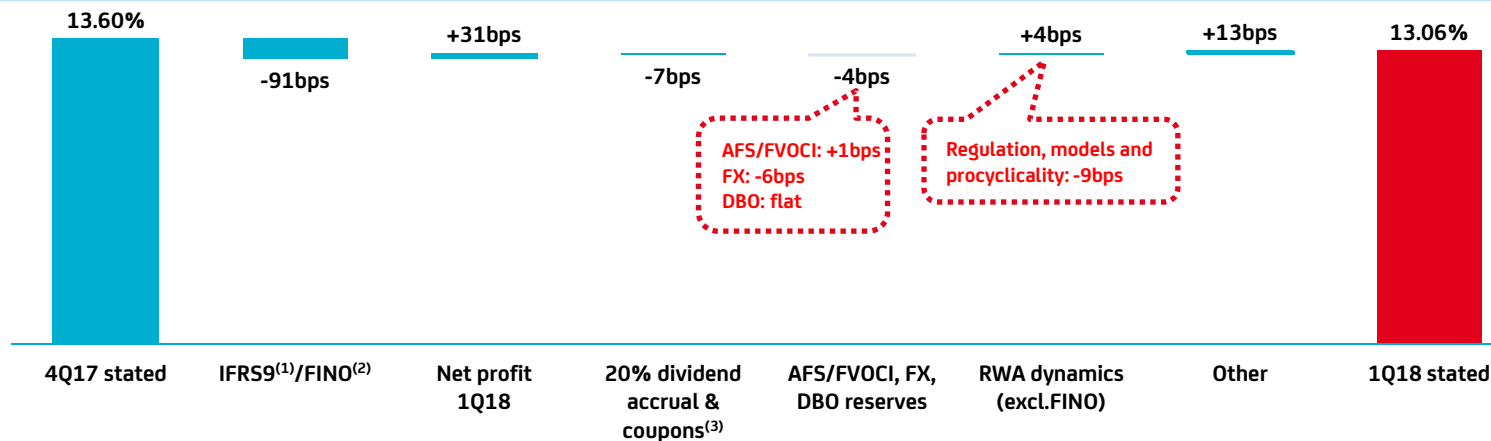 13.60%
-91bps
+31bps
-7bps
-4bps
+4bps
+13bps
13.06%
AFS/FVOCI: +1bps
FX: -6bps
DBO: flat
Regulation, models and
procyclicality: -9bps
4Q17 stated
IFRS9(1)/FINO(2)
Net profit
1Q18
20% dividend
accrual &
coupons(3)
AFS/FVOCI, FX,
DBO reserves
RWA dynamics
(excl.FINO)
Other
1Q18 stated